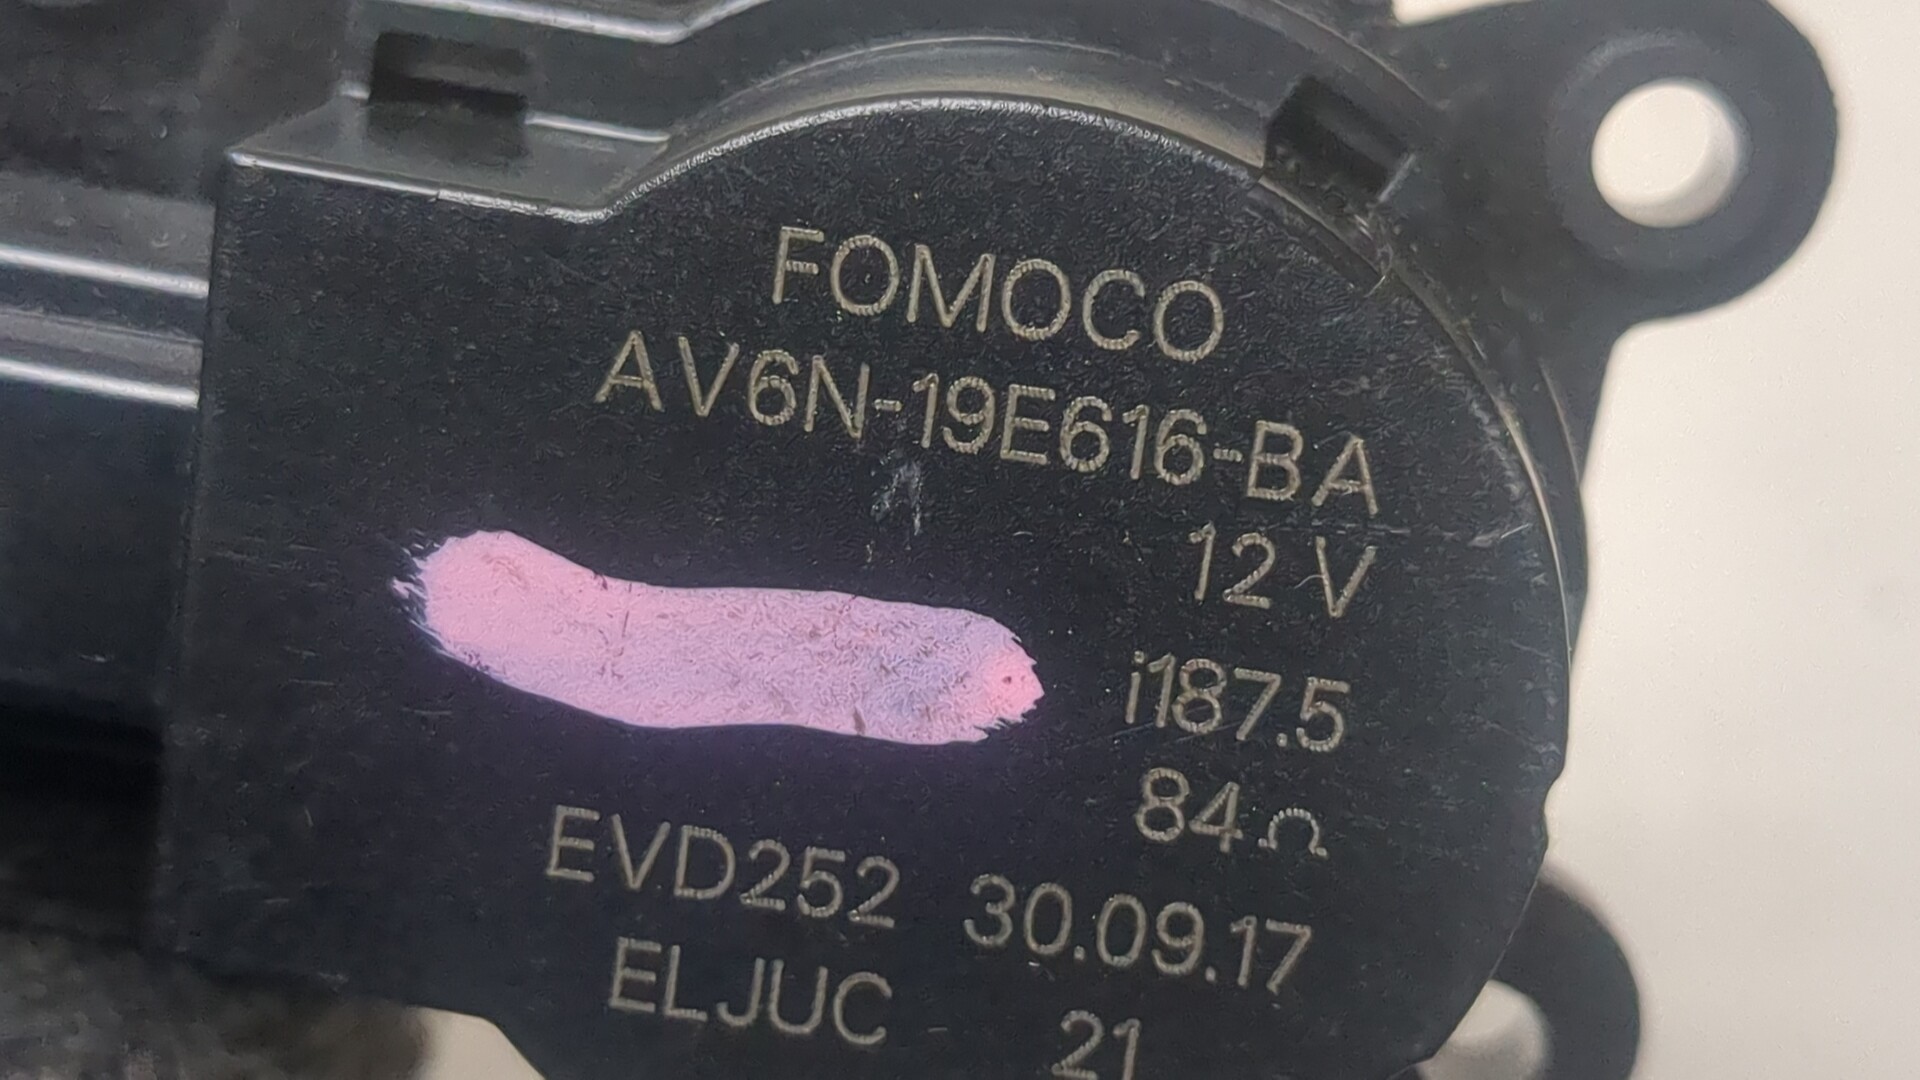 FOMOCO
AV6N-19E616-BA
12 V
i187.5
84Ω
EVD252 30.09.17
ELJUC 21